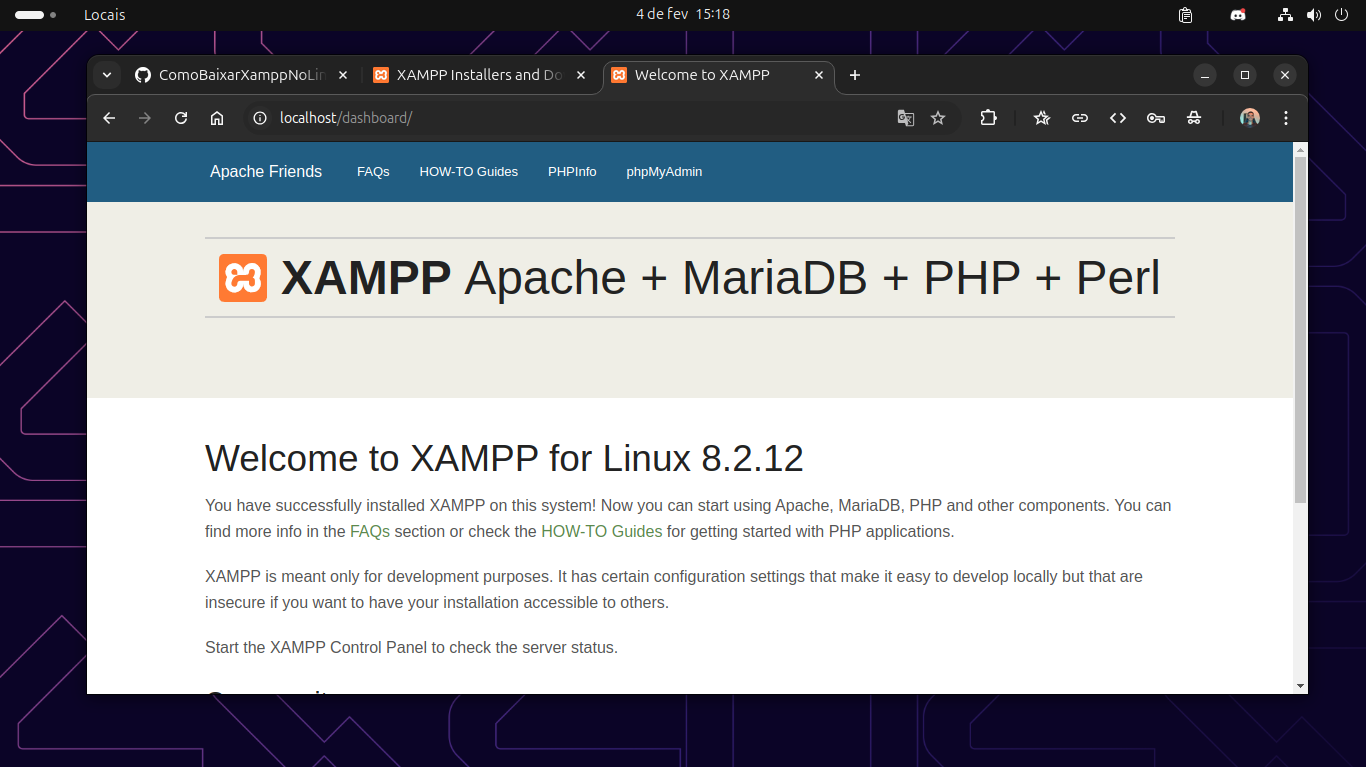 Locais
4 de fev 15:18
ComoBaixarXamppNoLin
XAMPP Installers and Do
Welcome to XAMPP
localhost/dashboard/
Apache Friends FAQs HOW-TO Guides PHPInfo phpMyAdmin
XAMPP Apache + MariaDB + PHP + Perl
Welcome to XAMPP for Linux 8.2.12
You have successfully installed XAMPP on this system! Now you can start using Apache, MariaDB, PHP and other components. You can
find more info in the FAQs section or check the HOW-TO Guides for getting started with PHP applications.
XAMPP is meant only for development purposes. It has certain configuration settings that make it easy to develop locally but that are
insecure if you want to have your installation accessible to others.
Start the XAMPP Control Panel to check the server status.